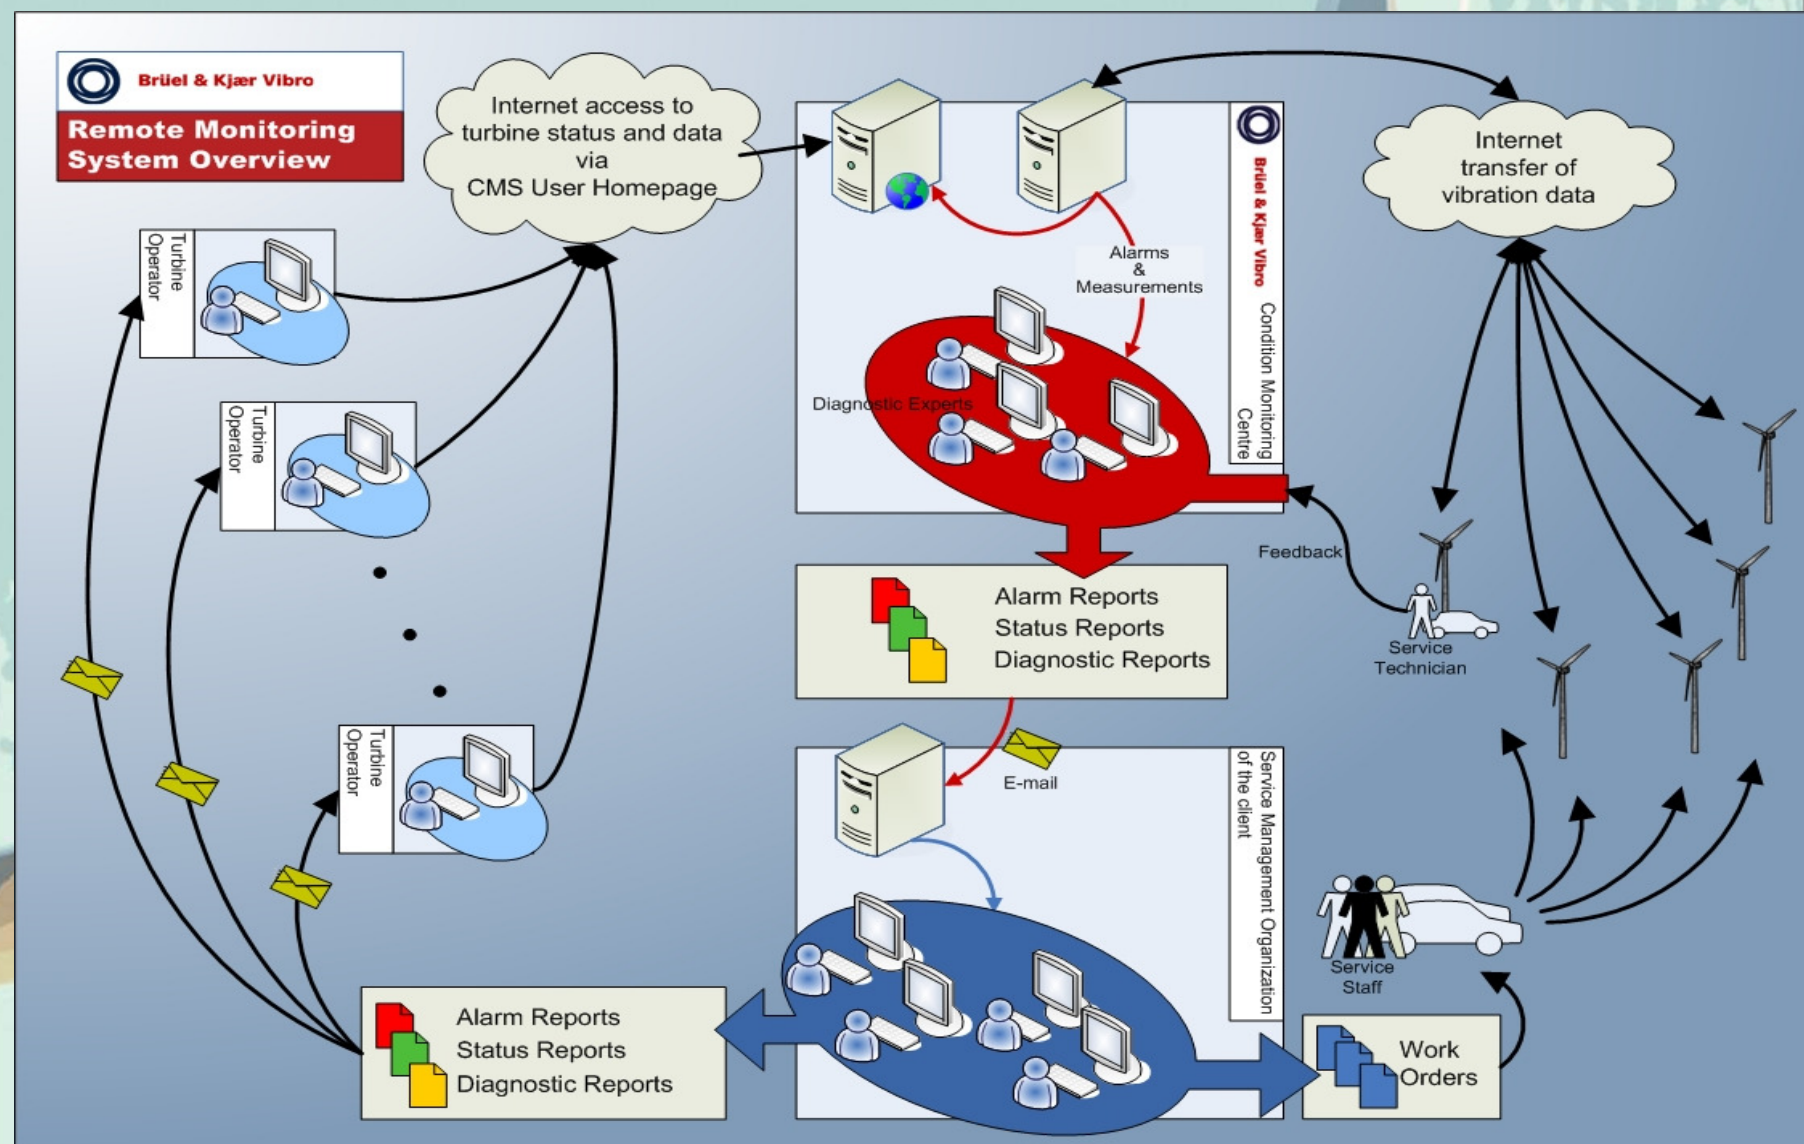 Brüel & Kjær Vibro
Remote Monitoring
System Overview
Internet access to
turbine status and data
via
CMS User Homepage
Internet
transfer of
vibration data
Brüel & Kjær Vibro
Condition Monitoring
Centre
Alarms
&
Measurements
Diagnostic Experts
Turbine
Operator
Turbine
Operator
Turbine
Operator
Feedback
Service
Technician
Alarm Reports
Status Reports
Diagnostic Reports
E-mail
Service Management Organization
of the client
Service
Staff
Alarm Reports
Status Reports
Diagnostic Reports
Work
Orders